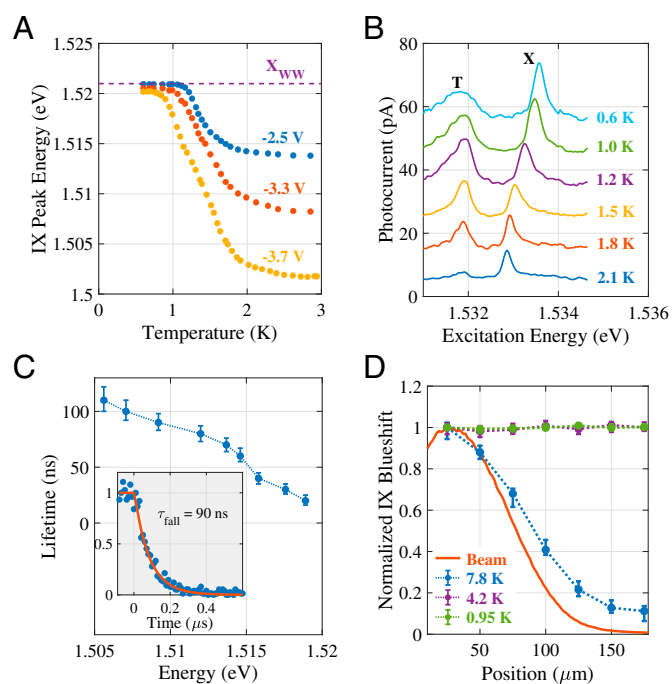 A
1.525
X_WW
1.52
-2.5 V
1.515
1.51
-3.3 V
1.505
-3.7 V
1.5
0 1 2 3
Temperature (K)
IX Peak Energy (eV)
B
80
T X
60
0.6 K
1.0 K
40
1.2 K
1.5 K
20
1.8 K
2.1 K
0
1.532 1.534 1.536
Excitation Energy (eV)
Photocurrent (pA)
C
100
50
0
1.505 1.51 1.515 1.52
Energy (eV)
Lifetime (ns)
1
0.5
0
τ_fall = 90 ns
0 0.2 0.4
Time (μs)
D
1.2
1
0.8
0.6
0.4
0.2
0
Beam
7.8 K
4.2 K
0.95 K
50 100 150
Position (μm)
Normalized IX Blueshift